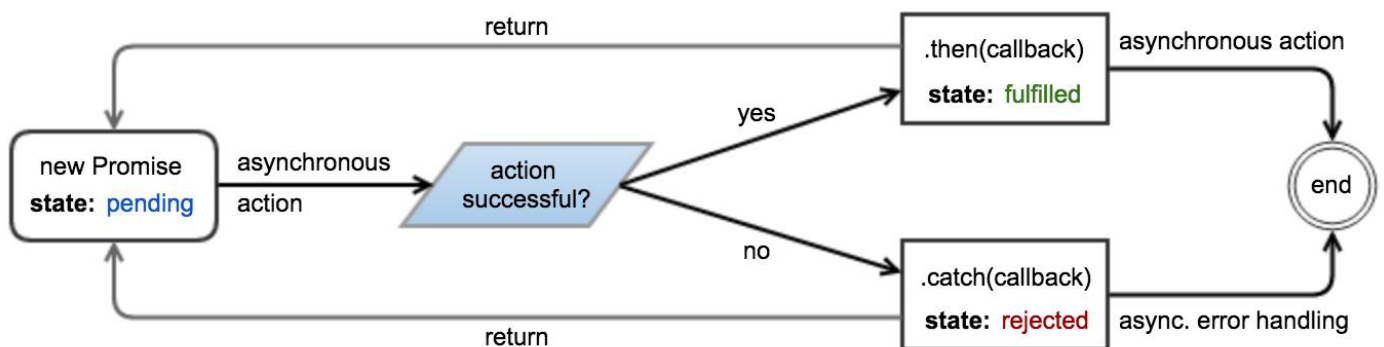 return
.then(callback)
state: fulfilled
asynchronous action
yes
new Promise
state: pending
asynchronous
action
action
successful?
end
no
.catch(callback)
state: rejected
async. error handling
return